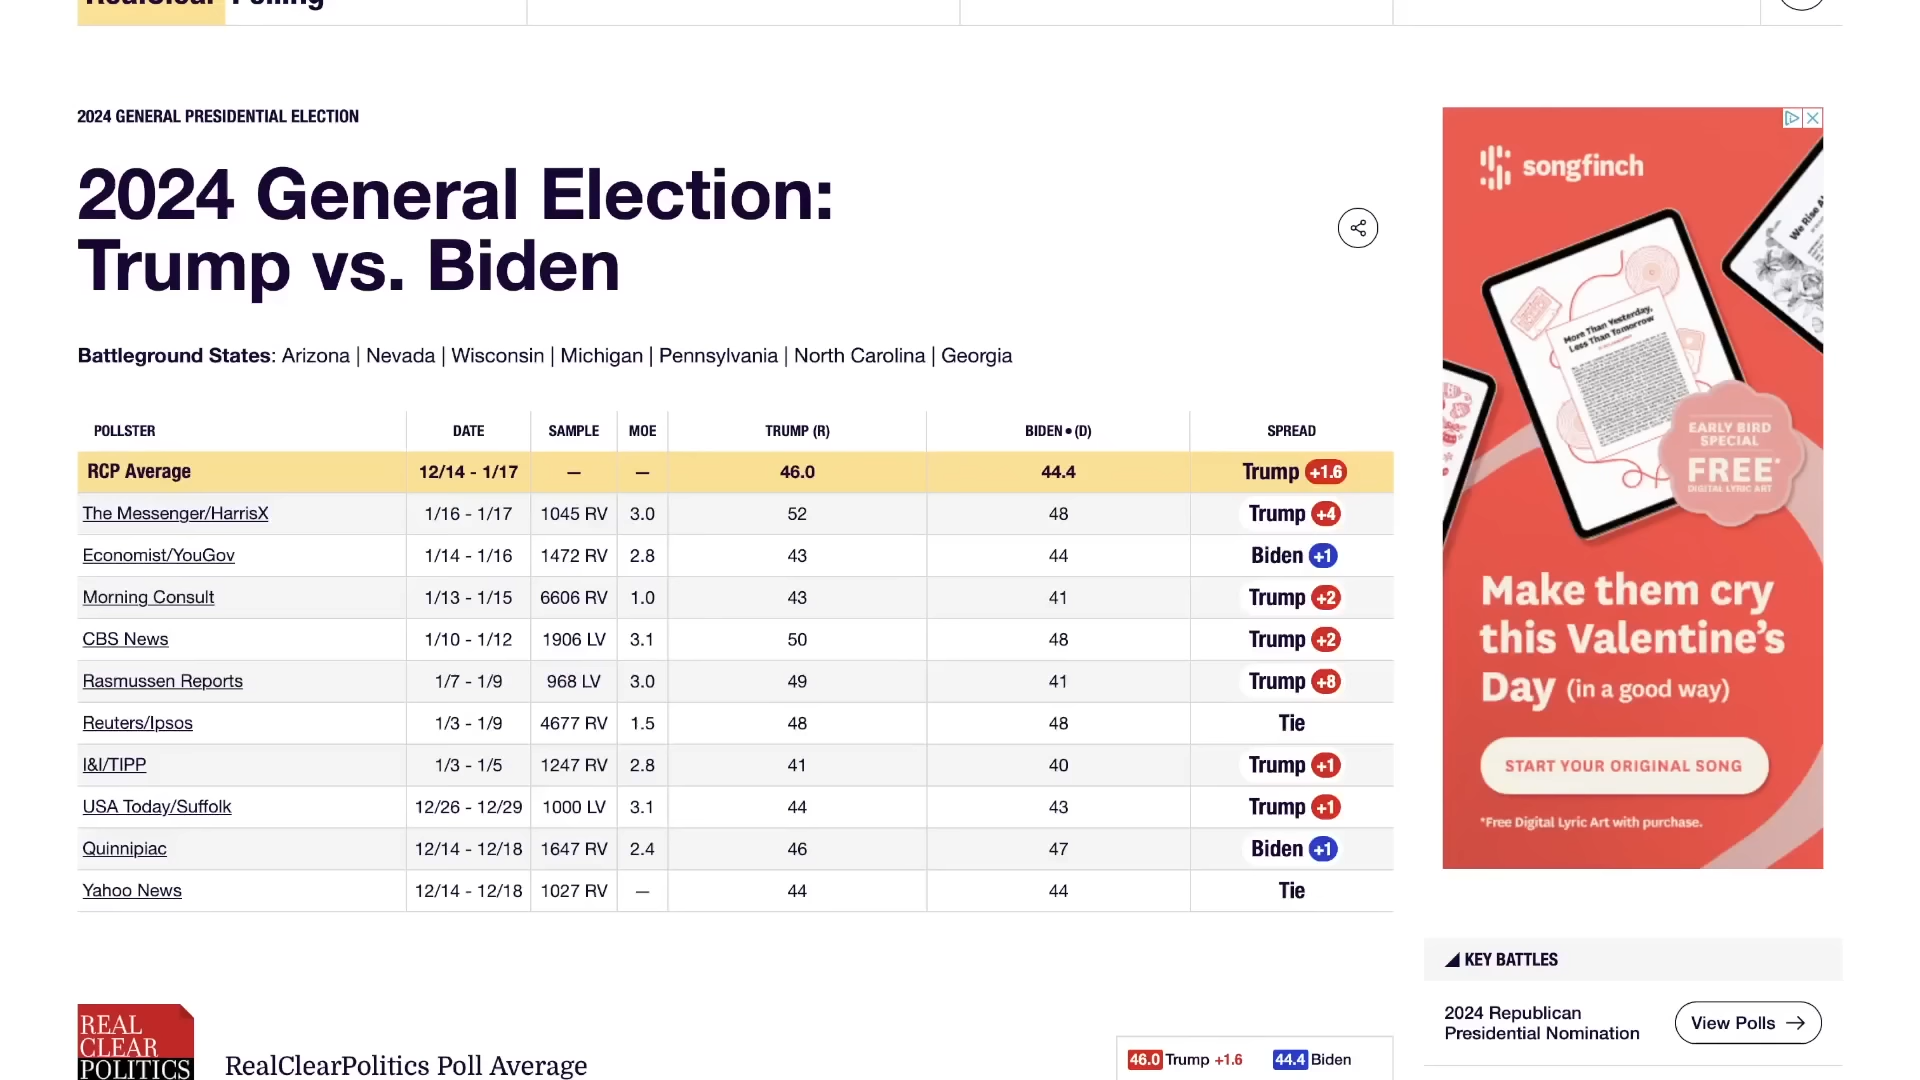 2024 GENERAL PRESIDENTIAL ELECTION
2024 General Election:
Trump vs. Biden
Battleground States: Arizona | Nevada | Wisconsin | Michigan | Pennsylvania | North Carolina | Georgia
POLLSTER DATE SAMPLE MOE TRUMP (R) BIDEN • (D) SPREAD
RCP Average 12/14 - 1/17 — — 46.0 44.4 Trump +1.6
The Messenger/HarrisX 1/16 - 1/17 1045 RV 3.0 52 48 Trump +4
Economist/YouGov 1/14 - 1/16 1472 RV 2.8 43 44 Biden +1
Morning Consult 1/13 - 1/15 6606 RV 1.0 43 41 Trump +2
CBS News 1/10 - 1/12 1906 LV 3.1 50 48 Trump +2
Rasmussen Reports 1/7 - 1/9 968 LV 3.0 49 41 Trump +8
Reuters/Ipsos 1/3 - 1/9 4677 RV 1.5 48 48 Tie
I&I/TIPP 1/3 - 1/5 1247 RV 2.8 41 40 Trump +1
USA Today/Suffolk 12/26 - 12/29 1000 LV 3.1 44 43 Trump +1
Quinnipiac 12/14 - 12/18 1647 RV 2.4 46 47 Biden +1
Yahoo News 12/14 - 12/18 1027 RV — 44 44 Tie
REAL
CLEAR
POLITICS
RealClearPolitics Poll Average
46.0 Trump +1.6 44.4 Biden
songfinch
More Than Yesterday,
Less Than Tomorrow
EARLY BIRD
SPECIAL
FREE*
DIGITAL LYRIC ART
Make them cry
this Valentine's
Day (in a good way)
START YOUR ORIGINAL SONG
*Free Digital Lyric Art with purchase.
KEY BATTLES
2024 Republican
Presidential Nomination
View Polls →